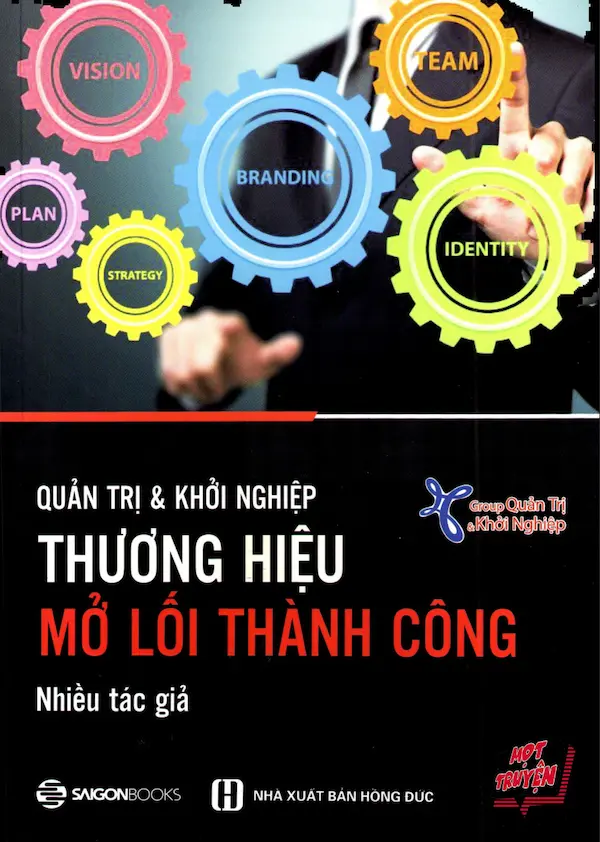 VISION
TEAM
BRANDING
PLAN
IDENTITY
STRATEGY
QUẢN TRỊ & KHỞI NGHIỆP
Group Quản Trị
& Khởi Nghiệp
THƯƠNG HIỆU
MỞ LỐI THÀNH CÔNG
Nhiều tác giả
MỌT
TRUYỆN
SAIGONBOOKS
NHÀ XUẤT BẢN HỒNG ĐỨC